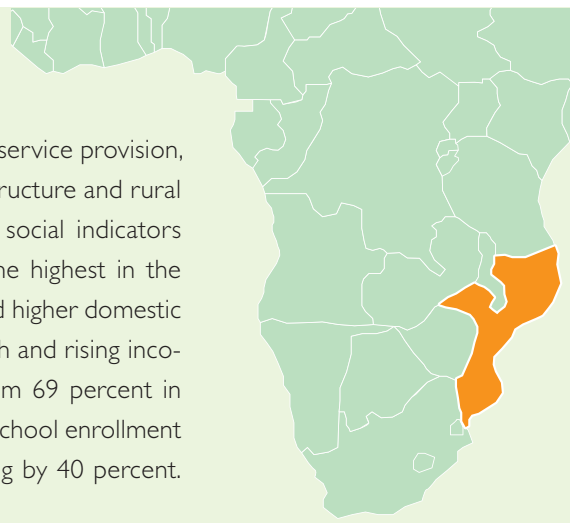 service provision,
ructure and rural
social indicators
he highest in the
d higher domestic
h and rising inco-
m 69 percent in
chool enrollment
g by 40 percent.